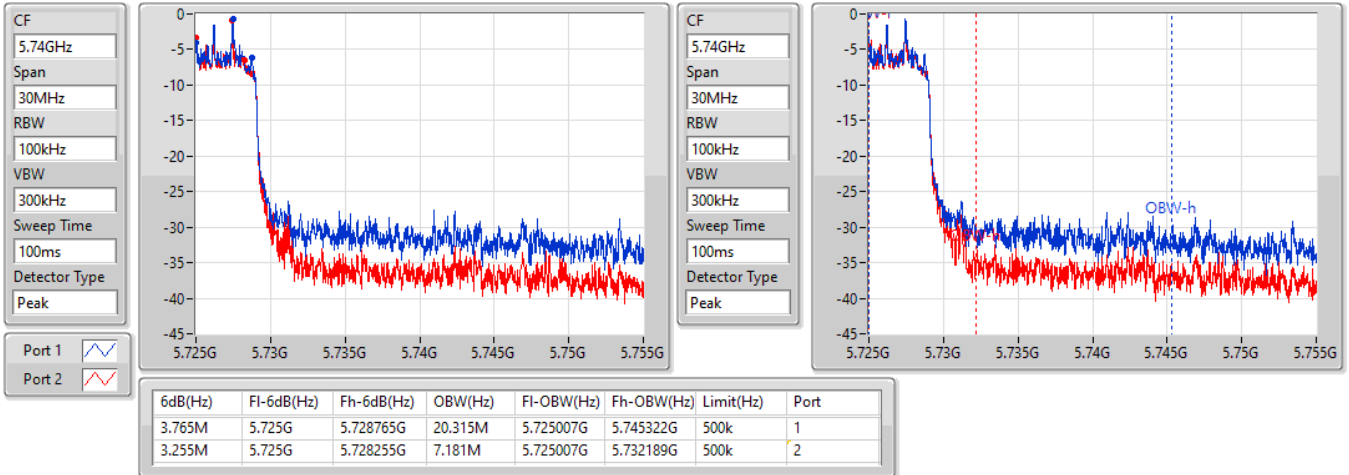 CF
5.74GHz
Span
30MHz
RBW
100kHz
VBW
300kHz
Sweep Time
100ms
Detector Type
Peak
Port 1
Port 2
0-
-5-
-10-
-15-
-20-
-25-
-30-
-35-
-40-
-45-
5.725G 5.73G 5.735G 5.74G 5.745G 5.75G 5.755G
CF
5.74GHz
Span
30MHz
RBW
100kHz
VBW
300kHz
Sweep Time
100ms
Detector Type
Peak
0-
-5-
-10-
-15-
-20-
-25-
-30-
-35-
-40-
-45-
OBW-h
5.725G 5.73G 5.735G 5.74G 5.745G 5.75G 5.755G
6dB(Hz) Fl-6dB(Hz) Fh-6dB(Hz) OBW(Hz) Fl-OBW(Hz) Fh-OBW(Hz) Limit(Hz) Port
3.765M 5.725G 5.728765G 20.315M 5.725007G 5.745322G 500k 1
3.255M 5.725G 5.728255G 7.181M 5.725007G 5.732189G 500k 2